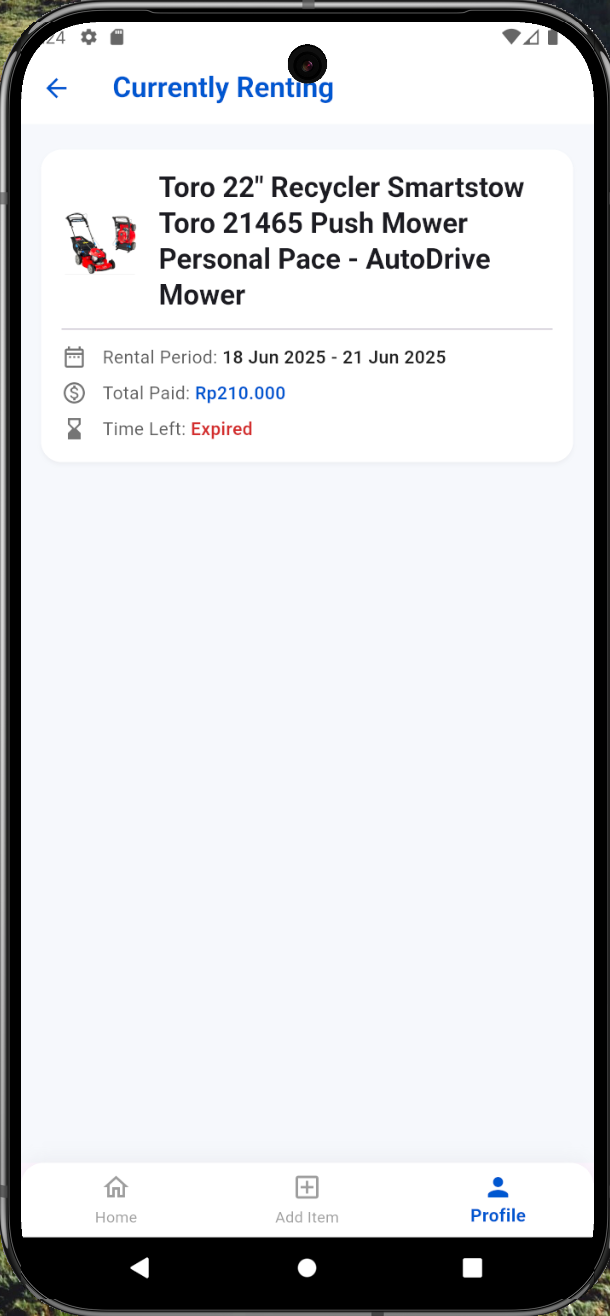 24
Currently Renting
Toro 22" Recycler Smartstow
Toro 21465 Push Mower
Personal Pace - AutoDrive
Mower
Rental Period: 18 Jun 2025 - 21 Jun 2025
Total Paid: Rp210.000
Time Left: Expired
Home
Add Item
Profile